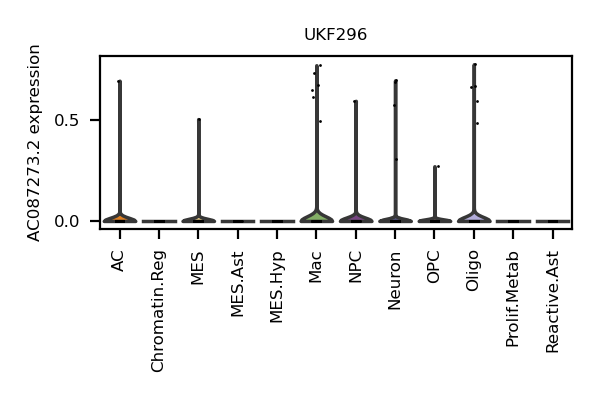 UKF296
AC087273.2 expression
0.5
0.0
AC
Chromatin.Reg
MES
MES.Ast
MES.Hyp
Mac
NPC
Neuron
OPC
Oligo
Prolif.Metab
Reactive.Ast